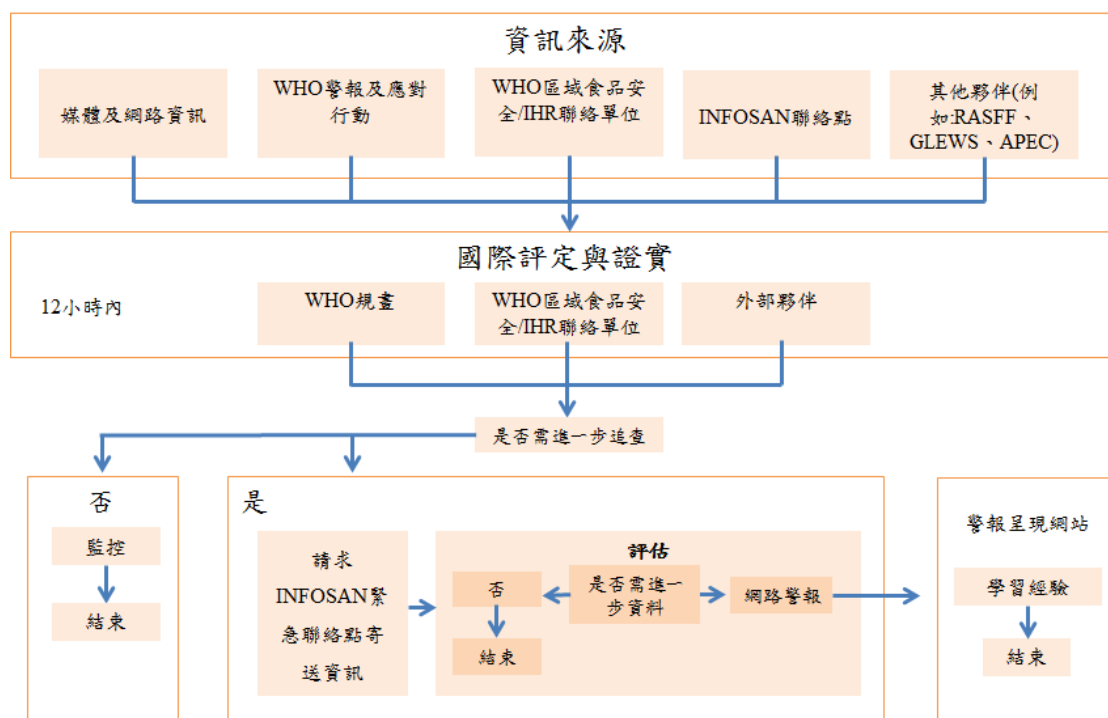 資訊來源
媒體及網路資訊
WHO警報及應對
行動
WHO區域食品安
全/IHR聯絡單位
INFOSAN聯絡點
其他夥伴(例
如:RASFF、
GLEWS、APEC)
國際評定與證實
12小時內
WHO規畫
WHO區域食品安
全/IHR聯絡單位
外部夥伴
是否需進一步追查
否
監控
結束
是
請求
INFOSAN緊
急聯絡點寄
送資訊
評估
否
結束
是否需進一
步資料
網路警報
警報呈現網站
學習經驗
結束